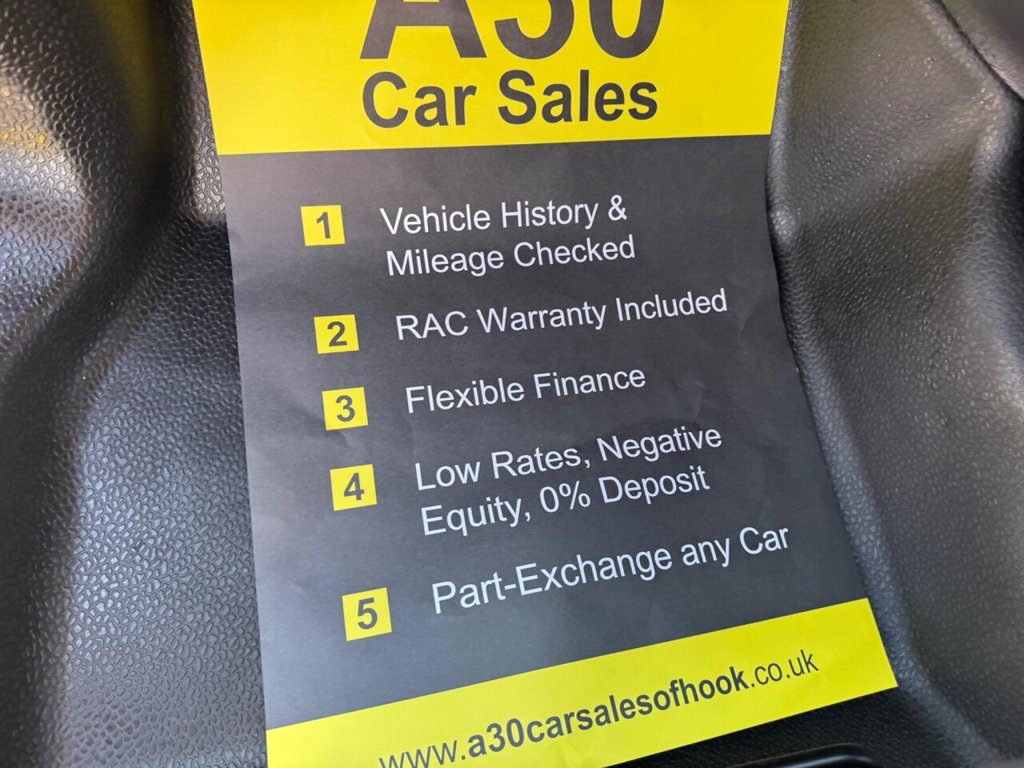 A30
Car Sales
1 Vehicle History &
Mileage Checked
2 RAC Warranty Included
3 Flexible Finance
4 Low Rates, Negative
Equity, 0% Deposit
5 Part-Exchange any Car
www.a30carsalesofhook.co.uk